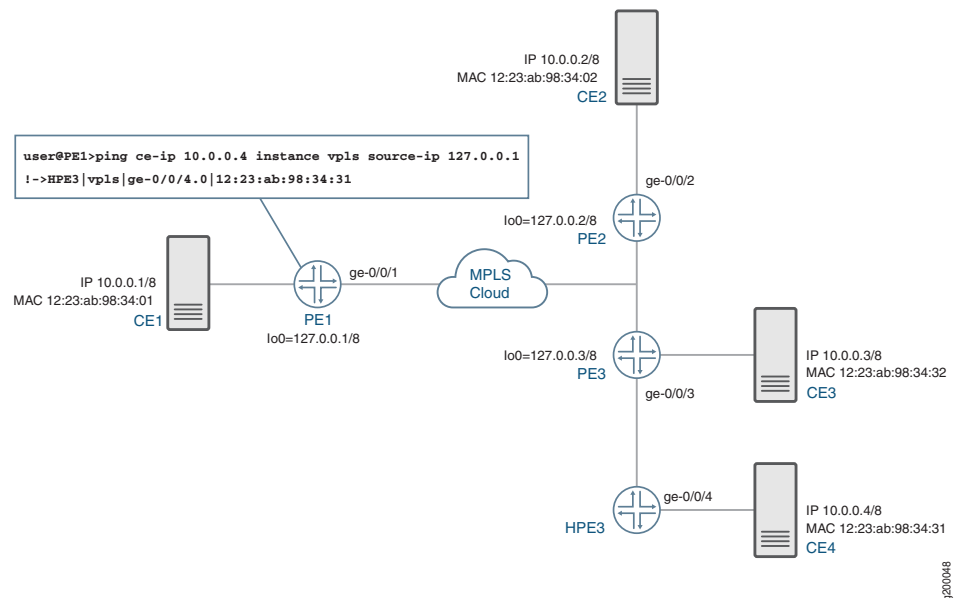 IP 10.0.0.2/8
MAC 12:23:ab:98:34:02
CE2
user@PE1>ping ce-ip 10.0.0.4 instance vpls source-ip 127.0.0.1
!->HPE3|vpls|ge-0/0/4.0|12:23:ab:98:34:31
ge-0/0/2
lo0=127.0.0.2/8
PE2
IP 10.0.0.1/8
MAC 12:23:ab:98:34:01
CE1
ge-0/0/1
PE1
lo0=127.0.0.1/8
MPLS
Cloud
lo0=127.0.0.3/8
PE3
ge-0/0/3
IP 10.0.0.3/8
MAC 12:23:ab:98:34:32
CE3
HPE3
ge-0/0/4
IP 10.0.0.4/8
MAC 12:23:ab:98:34:31
CE4
g200048